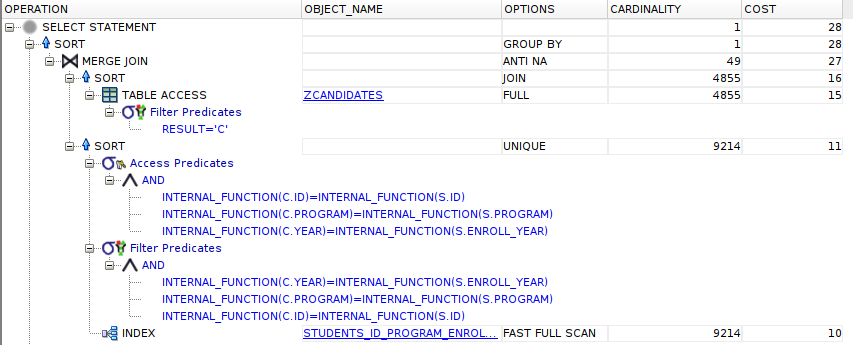 OPERATION OBJECT_NAME OPTIONS CARDINALITY COST
SELECT STATEMENT 1 28
SORT GROUP BY 1 28
MERGE JOIN ANTI NA 49 27
SORT JOIN 4855 16
TABLE ACCESS ZCANDIDATES FULL 4855 15
Filter Predicates
RESULT='C'
SORT UNIQUE 9214 11
Access Predicates
AND
INTERNAL_FUNCTION(C.ID)=INTERNAL_FUNCTION(S.ID)
INTERNAL_FUNCTION(C.PROGRAM)=INTERNAL_FUNCTION(S.PROGRAM)
INTERNAL_FUNCTION(C.YEAR)=INTERNAL_FUNCTION(S.ENROLL_YEAR)
Filter Predicates
AND
INTERNAL_FUNCTION(C.YEAR)=INTERNAL_FUNCTION(S.ENROLL_YEAR)
INTERNAL_FUNCTION(C.PROGRAM)=INTERNAL_FUNCTION(S.PROGRAM)
INTERNAL_FUNCTION(C.ID)=INTERNAL_FUNCTION(S.ID)
INDEX STUDENTS_ID_PROGRAM_ENROL... FAST FULL SCAN 9214 10